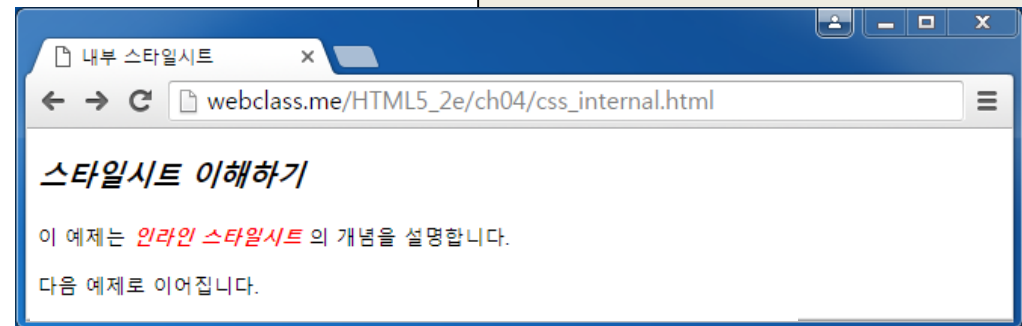 내부 스타일시트
webclass.me/HTML5_2e/ch04/css_internal.html
스타일시트 이해하기
이 예제는 인라인 스타일시트 의 개념을 설명합니다.
다음 예제로 이어집니다.